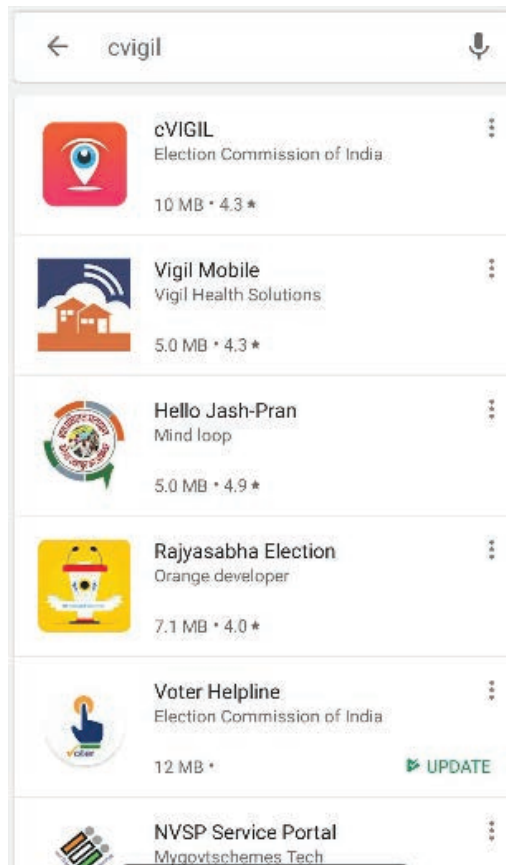 cvigil
cVIGIL
Election Commission of India
10 MB • 4.3 ★
Vigil Mobile
Vigil Health Solutions
5.0 MB • 4.3 ★
Hello Jash-Pran
Mind loop
5.0 MB • 4.9 ★
Rajyasabha Election
Orange developer
7.1 MB • 4.0 ★
Voter Helpline
Election Commission of India
voter
12 MB •
UPDATE
NVSP Service Portal
Mygovtschemes Tech